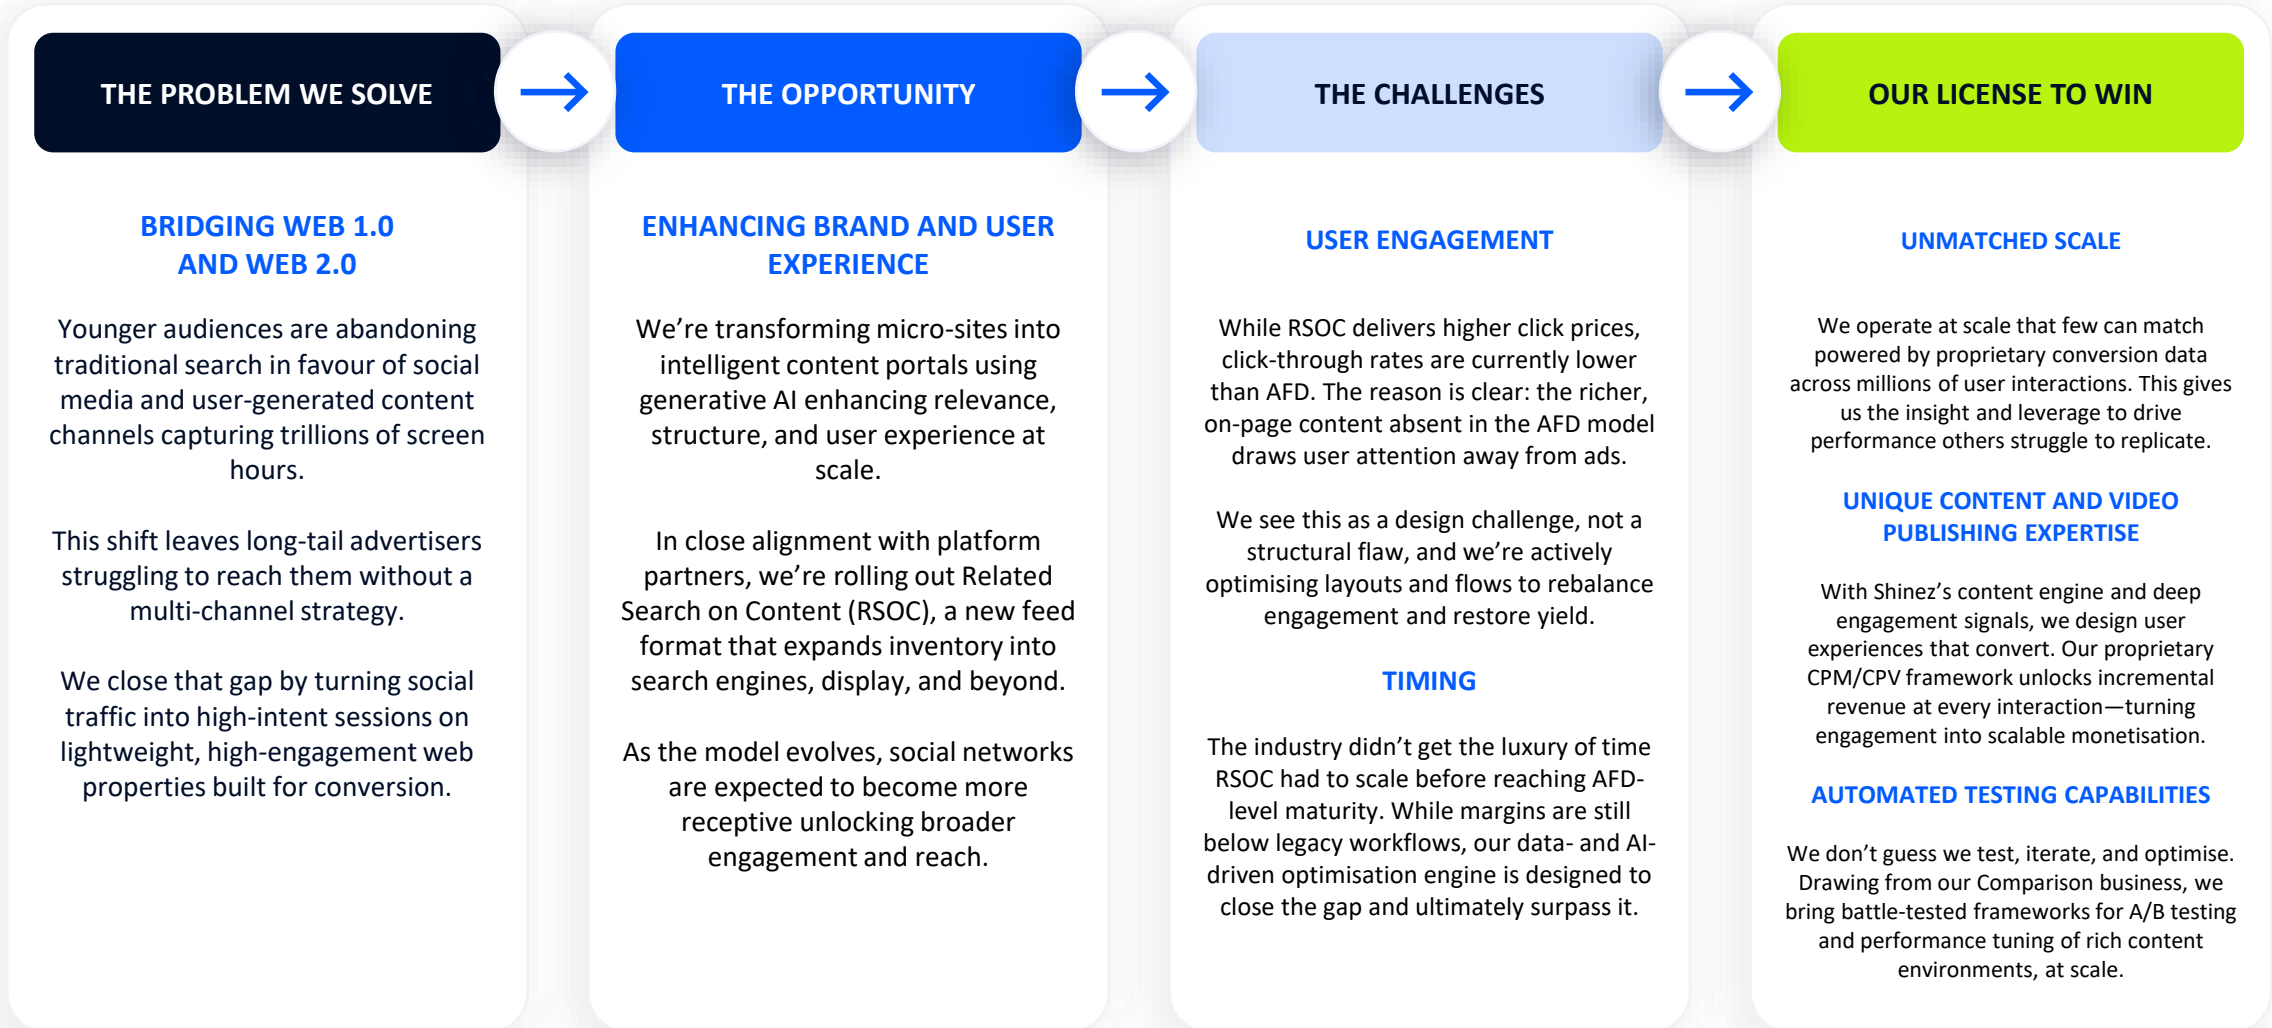 THE PROBLEM WE SOLVE
BRIDGING WEB 1.0
AND WEB 2.0
Younger audiences are abandoning
traditional search in favour of social
media and user-generated content
channels capturing trillions of screen
hours.
This shift leaves long-tail advertisers
struggling to reach them without a
multi-channel strategy.
We close that gap by turning social
traffic into high-intent sessions on
lightweight, high-engagement web
properties built for conversion.
THE OPPORTUNITY
ENHANCING BRAND AND USER
EXPERIENCE
We’re transforming micro-sites into
intelligent content portals using
generative AI enhancing relevance,
structure, and user experience at
scale.
In close alignment with platform
partners, we’re rolling out Related
Search on Content (RSOC), a new feed
format that expands inventory into
search engines, display, and beyond.
As the model evolves, social networks
are expected to become more
receptive unlocking broader
engagement and reach.
THE CHALLENGES
USER ENGAGEMENT
While RSOC delivers higher click prices,
click-through rates are currently lower
than AFD. The reason is clear: the richer,
on-page content absent in the AFD model
draws user attention away from ads.
We see this as a design challenge, not a
structural flaw, and we’re actively
optimising layouts and flows to rebalance
engagement and restore yield.
TIMING
The industry didn’t get the luxury of time
RSOC had to scale before reaching AFD-
level maturity. While margins are still
below legacy workflows, our data- and AI-
driven optimisation engine is designed to
close the gap and ultimately surpass it.
OUR LICENSE TO WIN
UNMATCHED SCALE
We operate at scale that few can match
powered by proprietary conversion data
across millions of user interactions. This gives
us the insight and leverage to drive
performance others struggle to replicate.
UNIQUE CONTENT AND VIDEO
PUBLISHING EXPERTISE
With Shinez’s content engine and deep
engagement signals, we design user
experiences that convert. Our proprietary
CPM/CPV framework unlocks incremental
revenue at every interaction—turning
engagement into scalable monetisation.
AUTOMATED TESTING CAPABILITIES
We don’t guess we test, iterate, and optimise.
Drawing from our Comparison business, we
bring battle-tested frameworks for A/B testing
and performance tuning of rich content
environments, at scale.